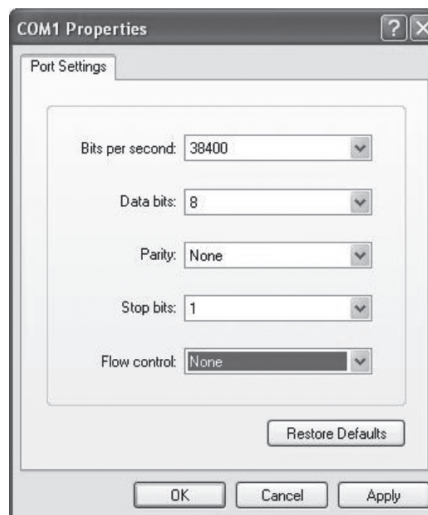 COM1 Properties
Port Settings
Bits per second: 38400
Data bits: 8
Parity: None
Stop bits: 1
Flow control: None
Restore Defaults
OK Cancel Apply